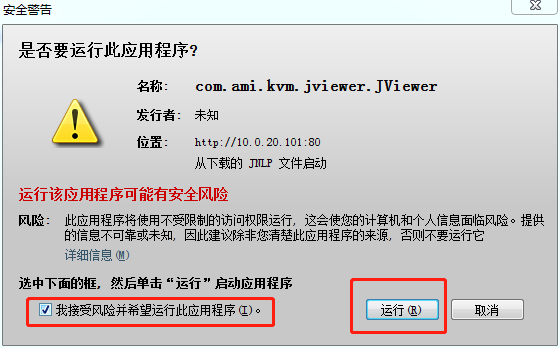 安全警告
是否要运行此应用程序?
名称: com.ami.kvm.jviewer.JViewer
发行者: 未知
位置: http://10.0.20.101:80
从下载的 JNLP 文件启动
运行该应用程序可能有安全风险
风险: 此应用程序将使用不受限制的访问权限运行, 这会使您的计算机和个人信息面临风险。提供
的信息不可靠或未知, 因此建议除非您清楚此应用程序的来源, 否则不要运行它
详细信息(M)
选中下面的框, 然后单击“运行”启动应用程序
我接受风险并希望运行此应用程序(I)。
运行(R) 取消